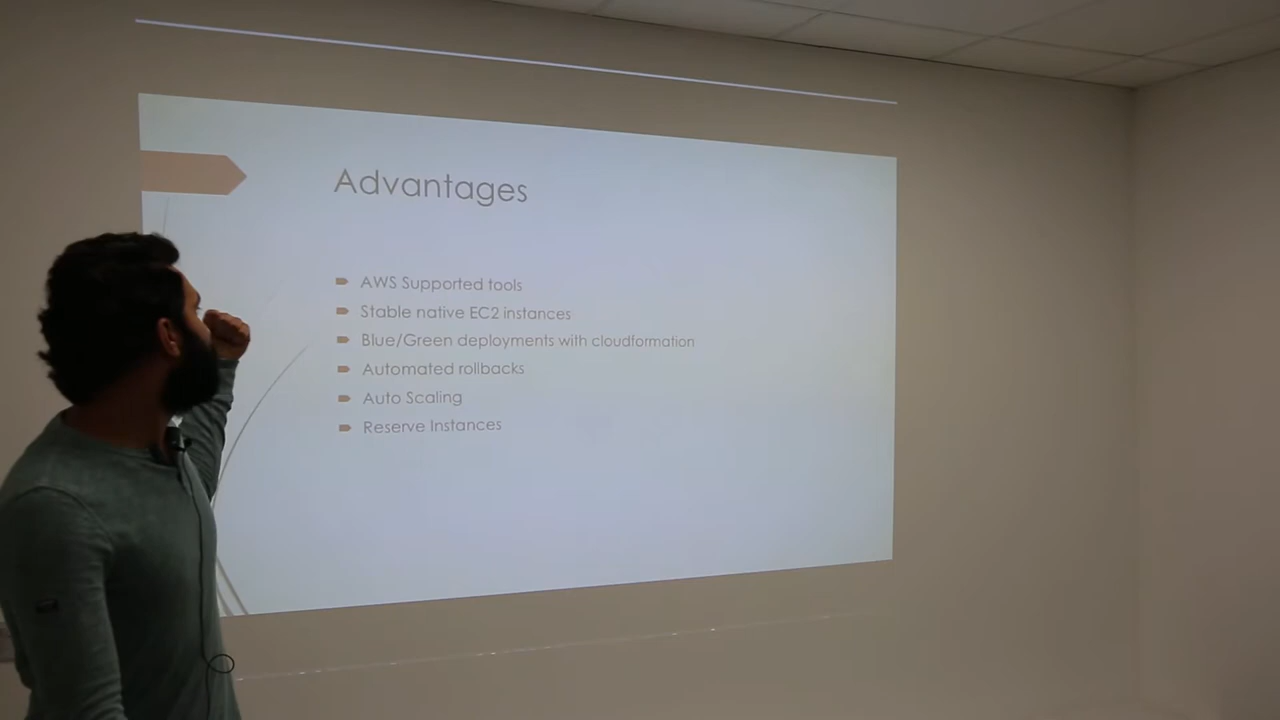 Advantages
AWS Supported tools
Stable native EC2 instances
Blue/Green deployments with cloudformation
Automated rollbacks
Auto Scaling
Reserve Instances